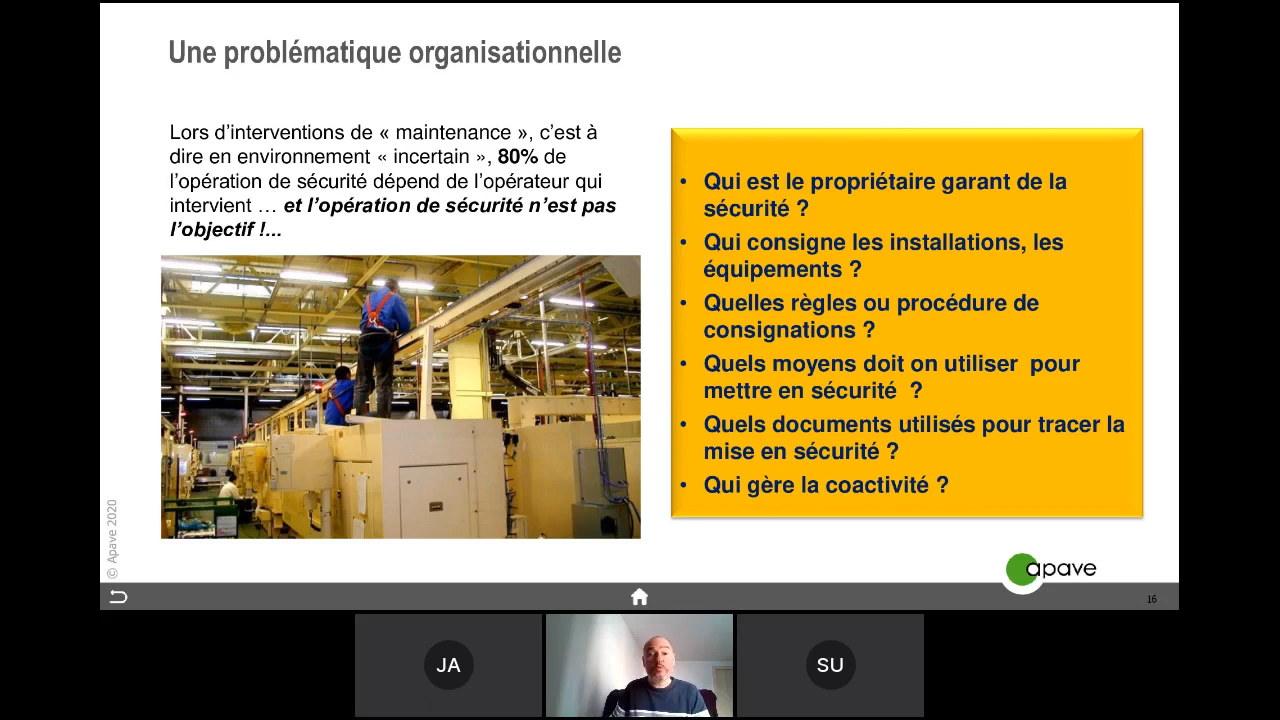 Une problématique organisationnelle
Lors d’interventions de « maintenance », c’est à
dire en environnement « incertain », 80% de
l’opération de sécurité dépend de l’opérateur qui
intervient … et l’opération de sécurité n’est pas
l’objectif !...
• Qui est le propriétaire garant de la
sécurité ?
• Qui consigne les installations, les
équipements ?
• Quelles règles ou procédure de
consignations ?
• Quels moyens doit on utiliser  pour
mettre en sécurité  ?
• Quels documents utilisés pour tracer la
mise en sécurité ?
• Qui gère la coactivité ?
© Apave 2020
apave
16
JA
SU